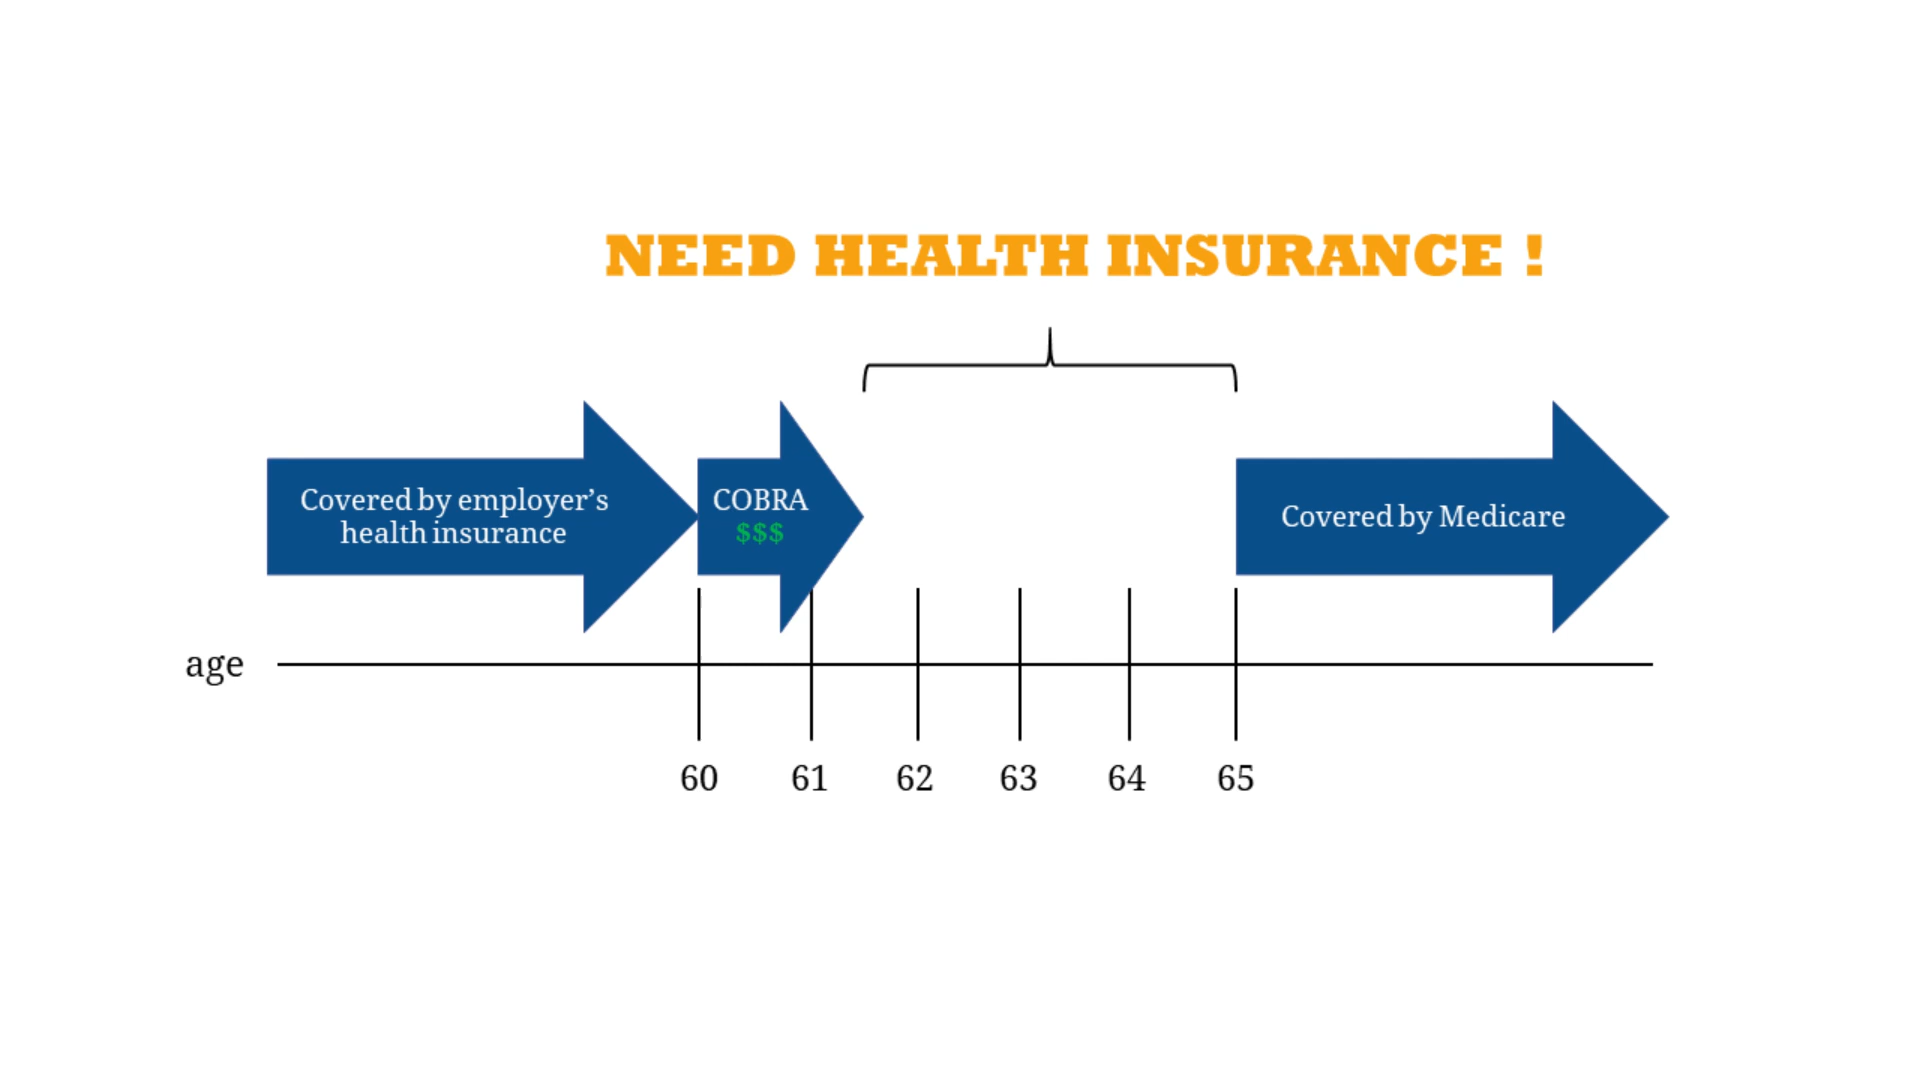 NEED HEALTH INSURANCE !
Covered by employer’s
health insurance
COBRA
$$$
Covered by Medicare
age
60
61
62
63
64
65